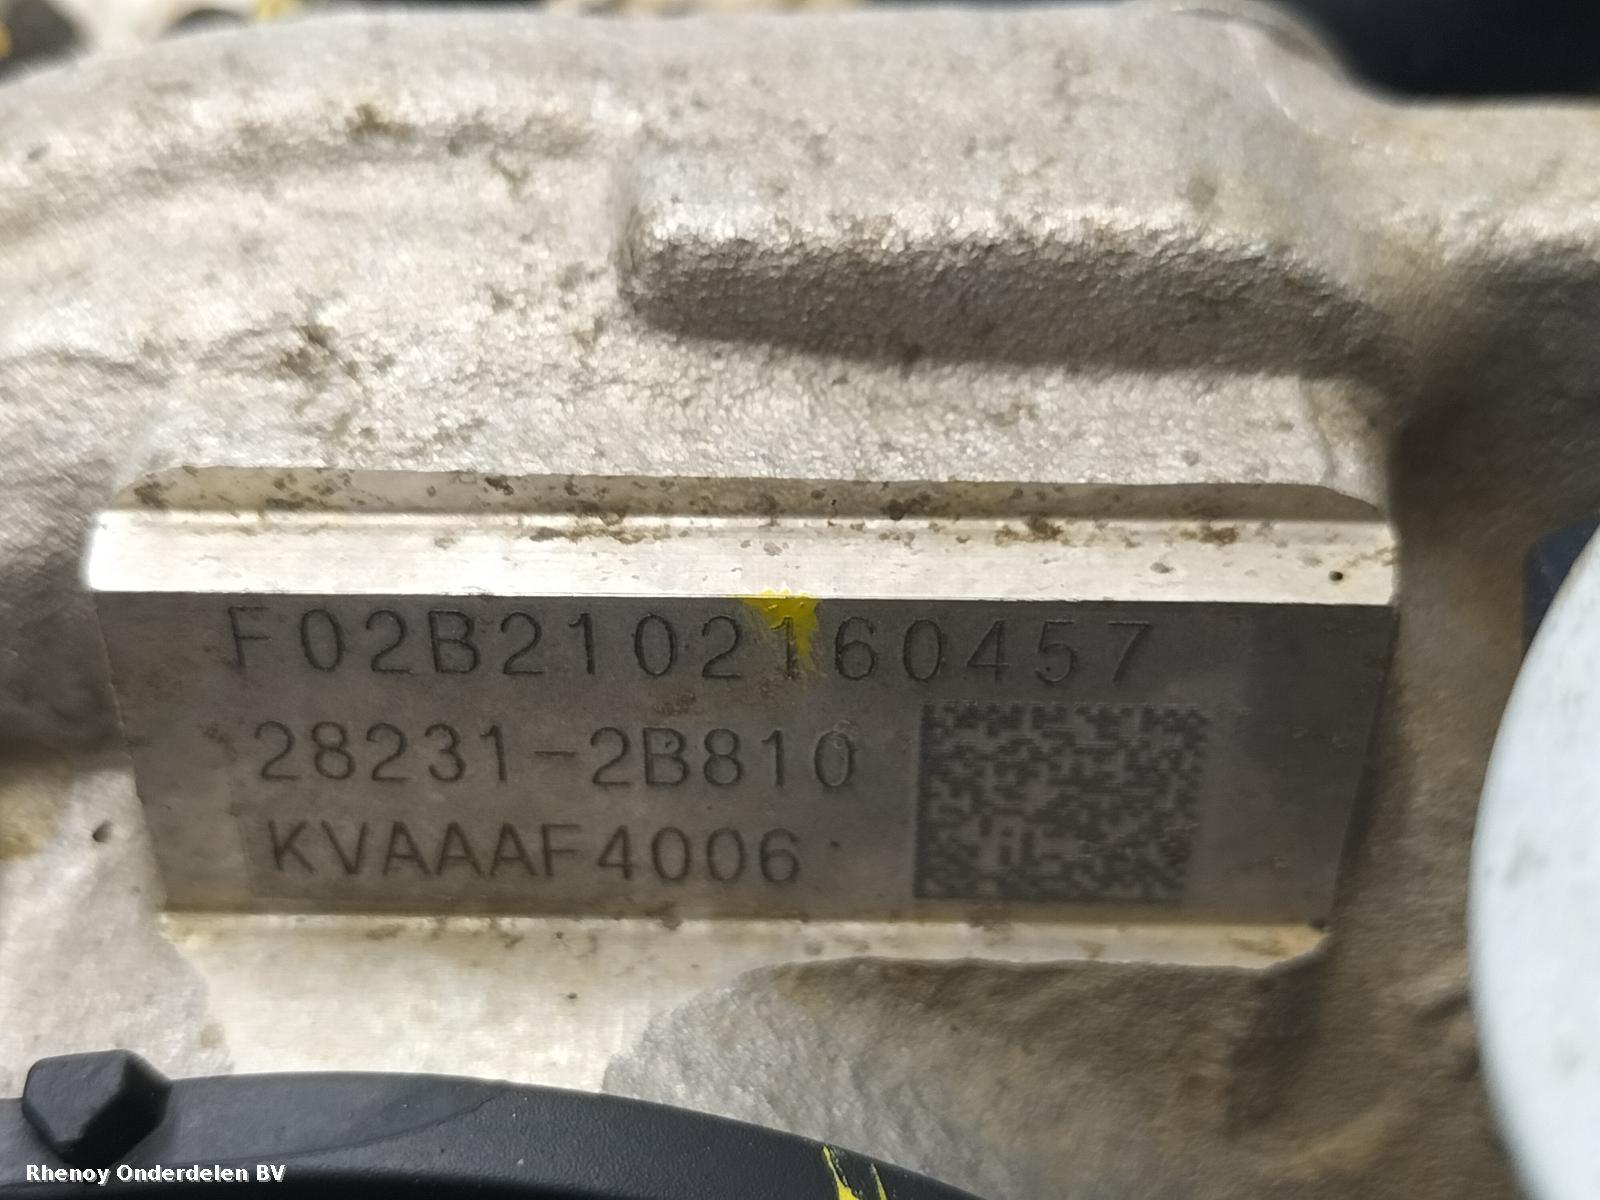 F02B2102160457
28231-2B810
KVAAAF4006
Rhenoy Onderdelen BV